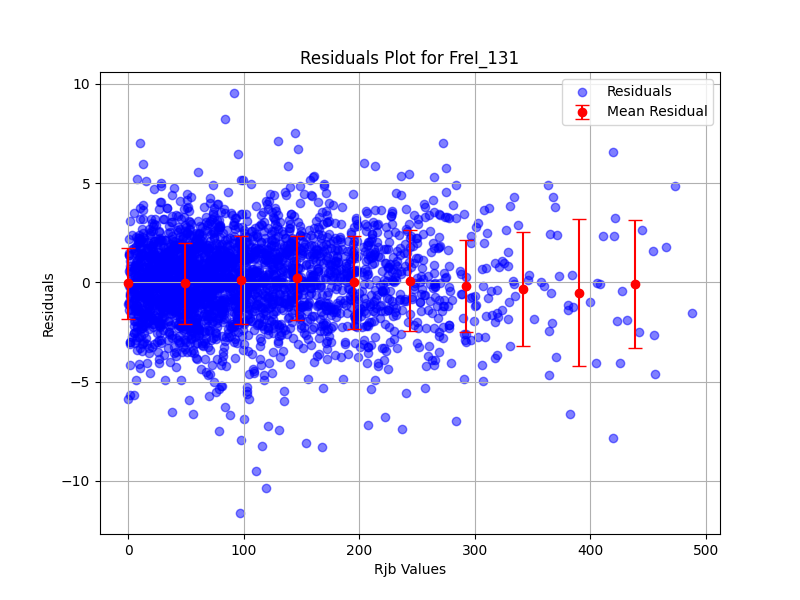 Residuals Plot for FreI_131
Residuals
Mean Residual
10
5
0
−5
−10
Residuals
0 100 200 300 400 500
Rjb Values